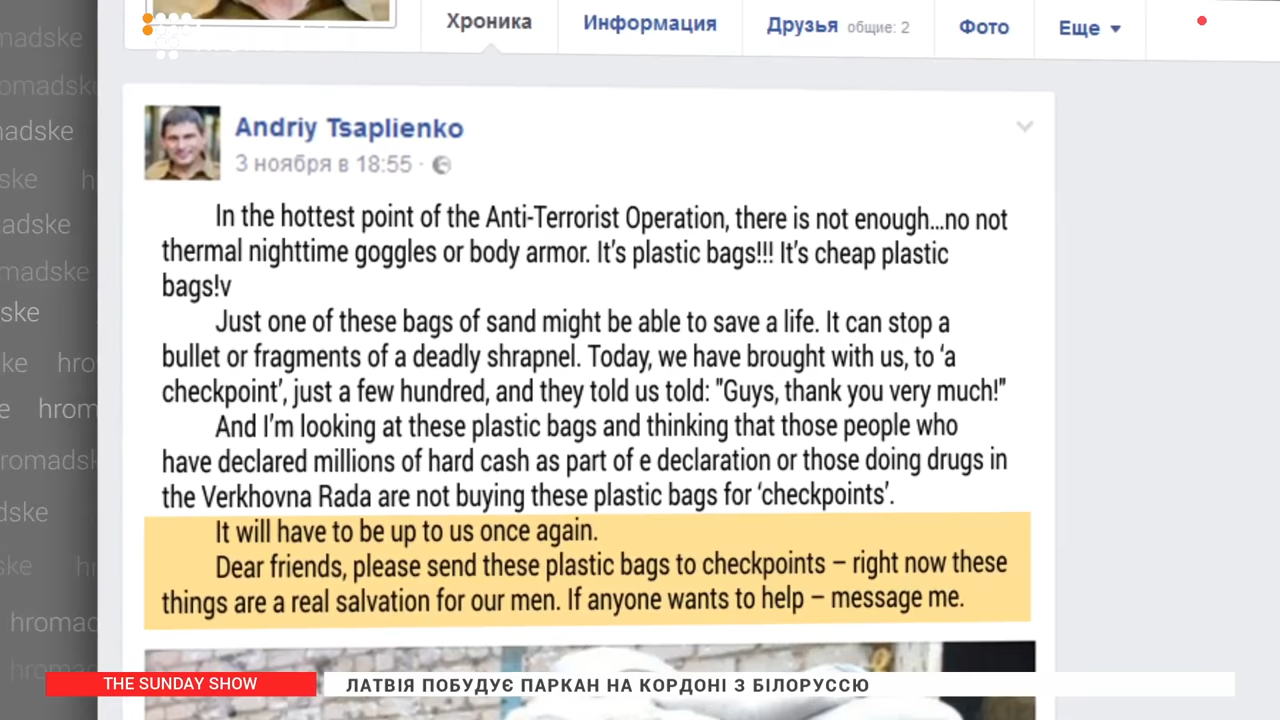 Хроника
Информация
Друзья общие: 2
Фото
Еще
Andriy Tsaplienko
3 ноября в 18:55 ·
In the hottest point of the Anti-Terrorist Operation, there is not enough...no not
thermal nighttime goggles or body armor. It's plastic bags!!! It's cheap plastic
bags!v
Just one of these bags of sand might be able to save a life. It can stop a
bullet or fragments of a deadly shrapnel. Today, we have brought with us, to ‘a
checkpoint’, just a few hundred, and they told us told: "Guys, thank you very much!"
And I'm looking at these plastic bags and thinking that those people who
have declared millions of hard cash as part of e declaration or those doing drugs in
the Verkhovna Rada are not buying these plastic bags for ‘checkpoints’.
It will have to be up to us once again.
Dear friends, please send these plastic bags to checkpoints – right now these
things are a real salvation for our men. If anyone wants to help – message me.
THE SUNDAY SHOW
ЛАТВІЯ ПОБУДУЄ ПАРКАН НА КОРДОНІ З БІЛОРУССЮ